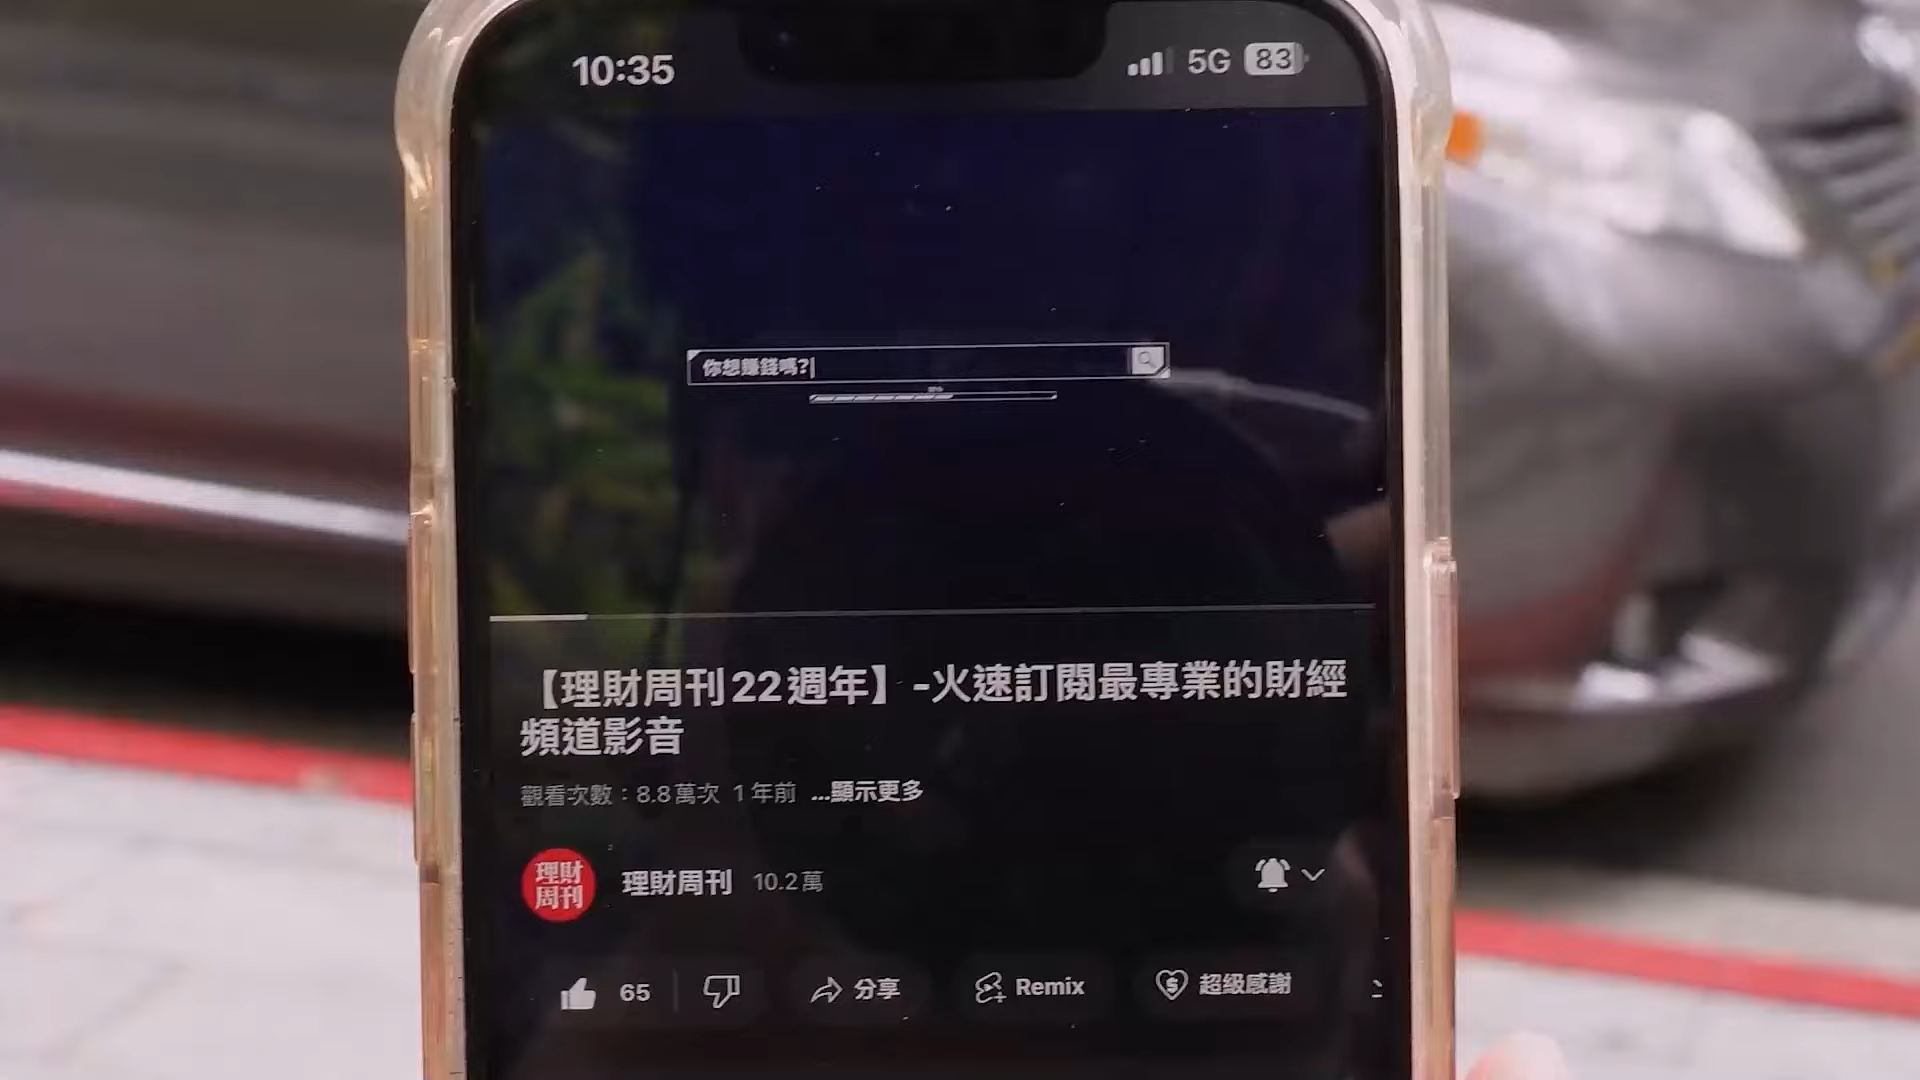 10:35
5G 83
你想賺錢嗎?
【理財周刊22週年】-火速訂閱最專業的財經
頻道影音
觀看次數：8.8萬次 1年前 ...顯示更多
理財
周刊
理財周刊 10.2萬
65
分享
Remix
超級感謝